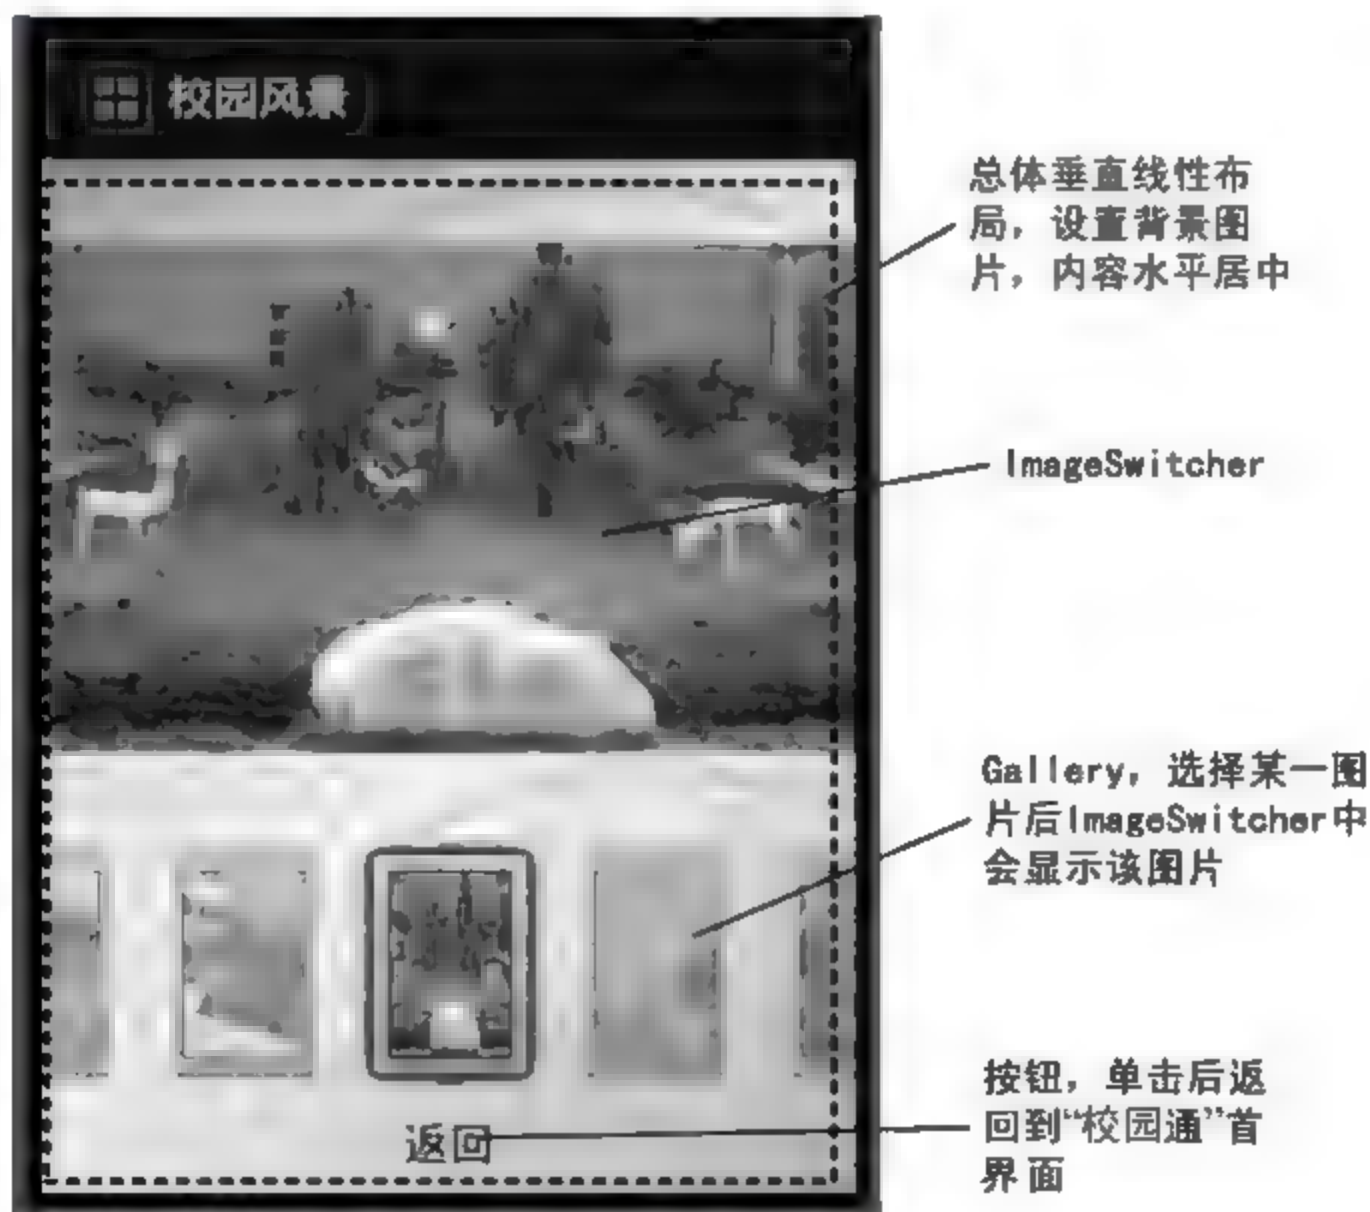 校园风景
总体垂直线性布
局，设置背景图
片，内容水平居中
ImageSwitcher
Gallery，选择某一图
片后ImageSwitcher中
会显示该图片
返回
按钮，单击后返
回到“校园通”首
界面